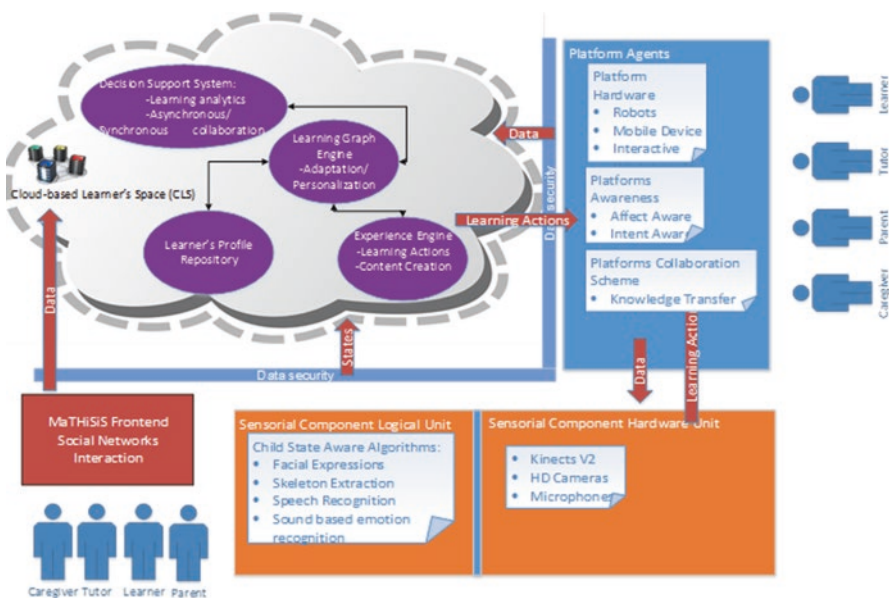 Decision Support System:
-Learning analytics
-Asynchronous/
Synchronous collaboration
Learning Graph
Engine
-Adaptation/
Personalization
Cloud-based Learner's Space (CLS)
Learner's Profile
Repository
Experience Engine
-Learning Actions
-Content Creation
Data
Learning Actions
Data security
Data
States
Data security
Platform Agents
Platform
Hardware
• Robots
• Mobile Device
• Interactive
Platforms
Awareness
• Affect Aware
• Intent Aware
Platforms Collaboration
Scheme
• Knowledge Transfer
Learner
Tutor
Parent
Caregiver
Data
Learning Action
MaTHiSiS Frontend
Social Networks
Interaction
Sensorial Component Logical Unit
Child State Aware Algorithms:
• Facial Expressions
• Skeleton Extraction
• Speech Recognition
• Sound based emotion
recognition
Sensorial Component Hardware Unit
• Kinects V2
• HD Cameras
• Microphones
Caregiver Tutor Learner Parent